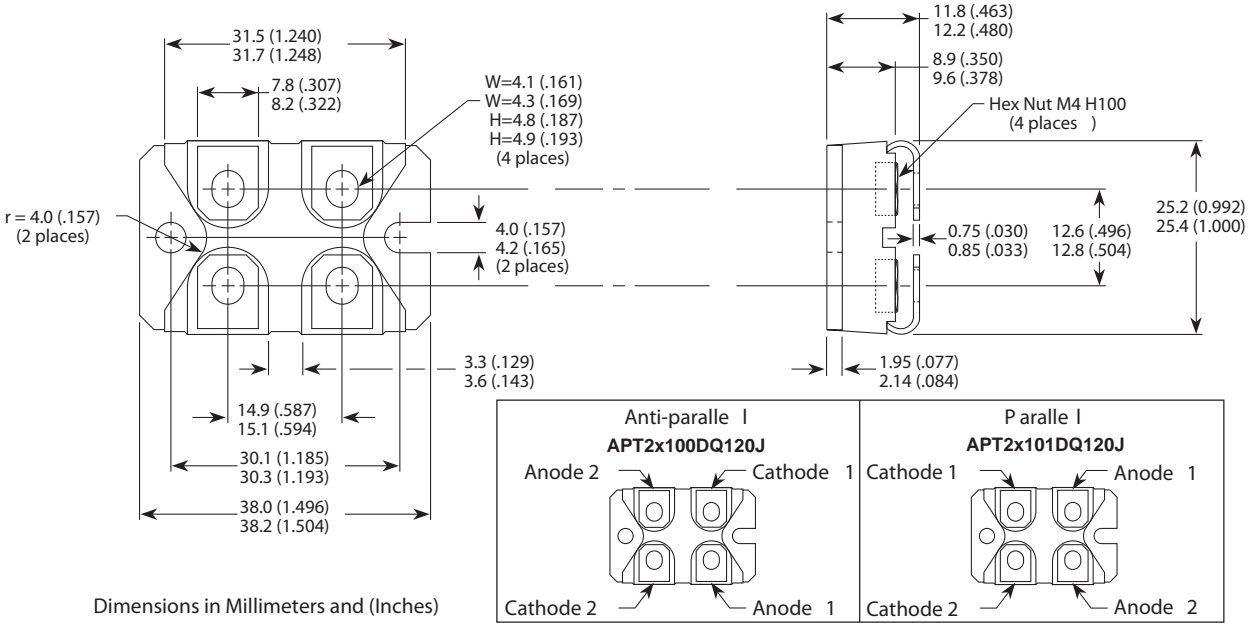 31.5 (1.240)
31.7 (1.248)
7.8 (.307)
8.2 (.322)
W=4.1 (.161)
W=4.3 (.169)
H=4.8 (.187)
H=4.9 (.193)
(4 places)
r = 4.0 (.157)
(2 places)
4.0 (.157)
4.2 (.165)
(2 places)
3.3 (.129)
3.6 (.143)
14.9 (.587)
15.1 (.594)
30.1 (1.185)
30.3 (1.193)
38.0 (1.496)
38.2 (1.504)
11.8 (.463)
12.2 (.480)
8.9 (.350)
9.6 (.378)
Hex Nut M4 H100
(4 places )
0.75 (.030)
0.85 (.033)
12.6 (.496)
12.8 (.504)
25.2 (0.992)
25.4 (1.000)
1.95 (.077)
2.14 (.084)
Anti-paralle l
APT2x100DQ120J
Anode 2
Cathode 1
Cathode 2
Anode 1
P aralle l
APT2x101DQ120J
Cathode 1
Anode 1
Cathode 2
Anode 2
Dimensions in Millimeters and (Inches)